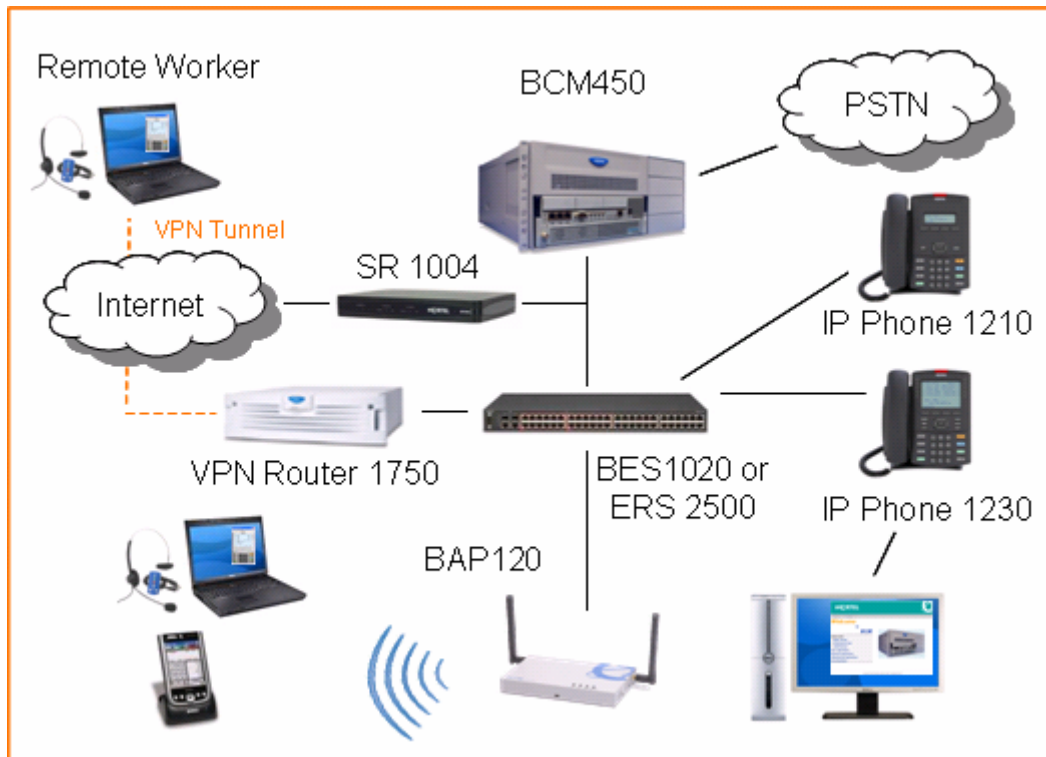 Remote Worker
BCM450
PSTN
VPN Tunnel
SR 1004
Internet
IP Phone 1210
VPN Router 1750
BES1020 or
ERS 2500
IP Phone 1230
BAP120
NORTEL